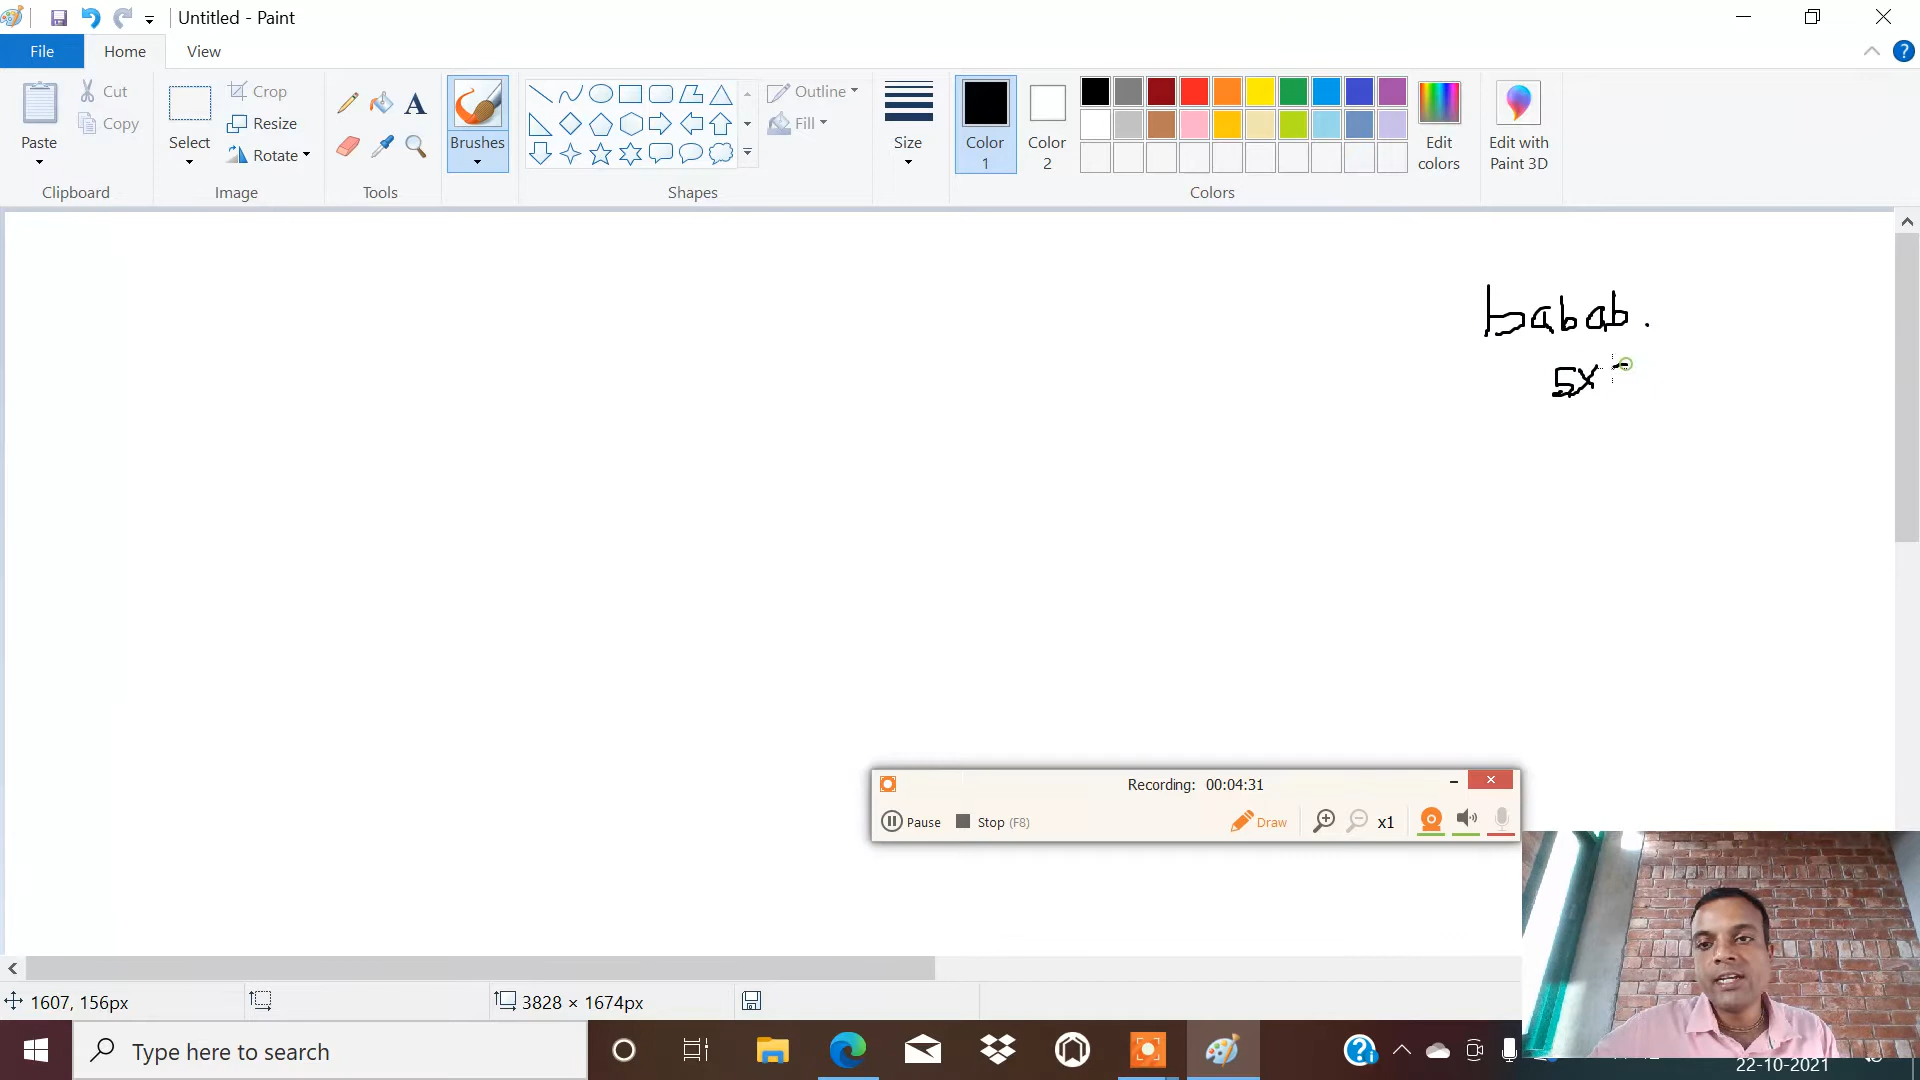 Untitled - Paint
File Home View
Paste Cut Copy Clipboard
Select Crop Resize Rotate Image
Tools
Brushes
Outline Fill Shapes
Size
Color 1 Color 2 Edit colors Colors
Edit with Paint 3D
babab.
5x
Recording: 00:04:31
Pause Stop (F8) Draw x1
1607, 156px 3828 × 1674px
Type here to search
22-10-2021